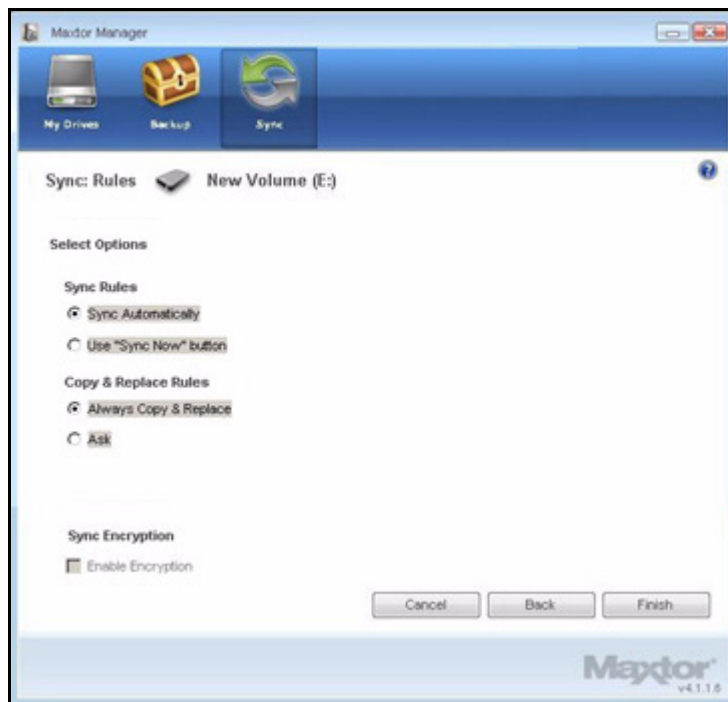 Maxtor Manager
My Drives Backup Sync
Sync: Rules New Volume (E:)
Select Options
Sync Rules
Sync Automatically
Use "Sync Now" button
Copy & Replace Rules
Always Copy & Replace
Ask
Sync Encryption
Enable Encryption
Cancel Back Finish
Maxtor
v4.1.1.6